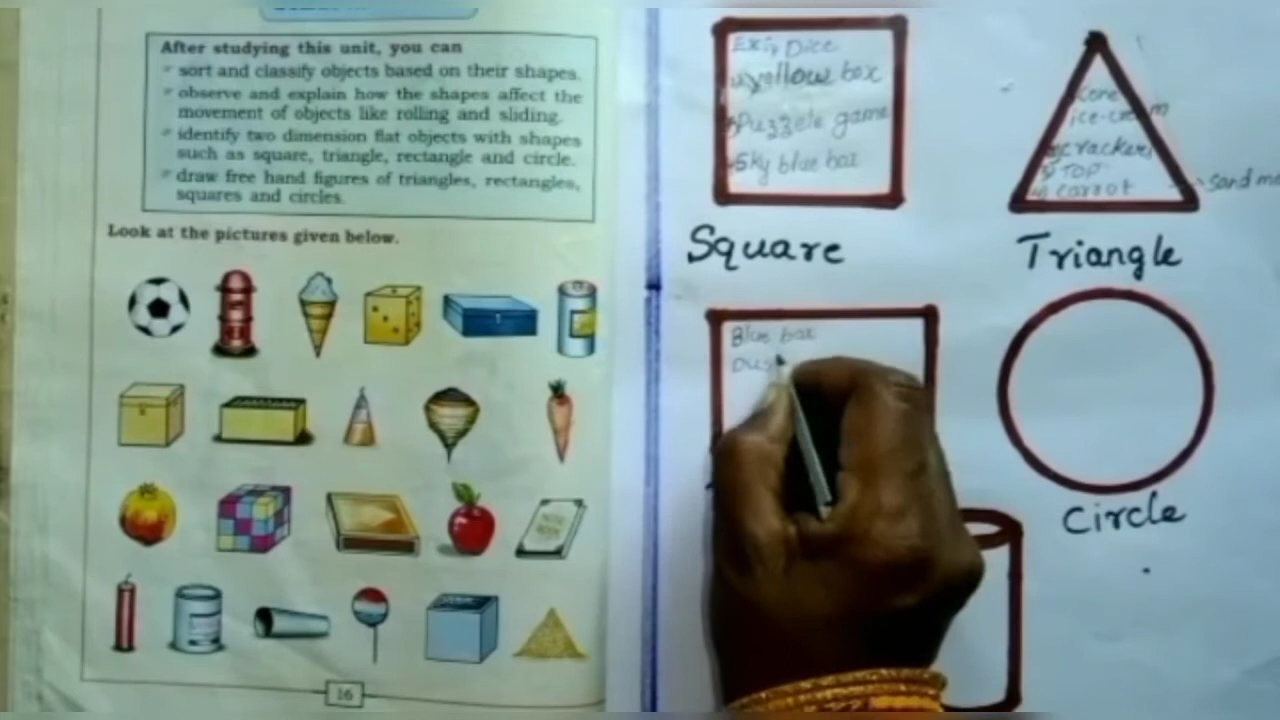 After studying this unit, you can
sort and classify objects based on their shapes.
observe and explain how the shapes affect the
movement of objects like rolling and sliding.
identify two dimension flat objects with shapes
such as square, triangle, rectangle and circle.
draw free hand figures of triangles, rectangles,
squares and circles.
Look at the pictures given below.
16
Dice
yellow box
Puzzele game
Sky blue box
Square
Kone
ice-cream
crackers
TOP
carrot
Sand
Triangle
Blue box
Circle